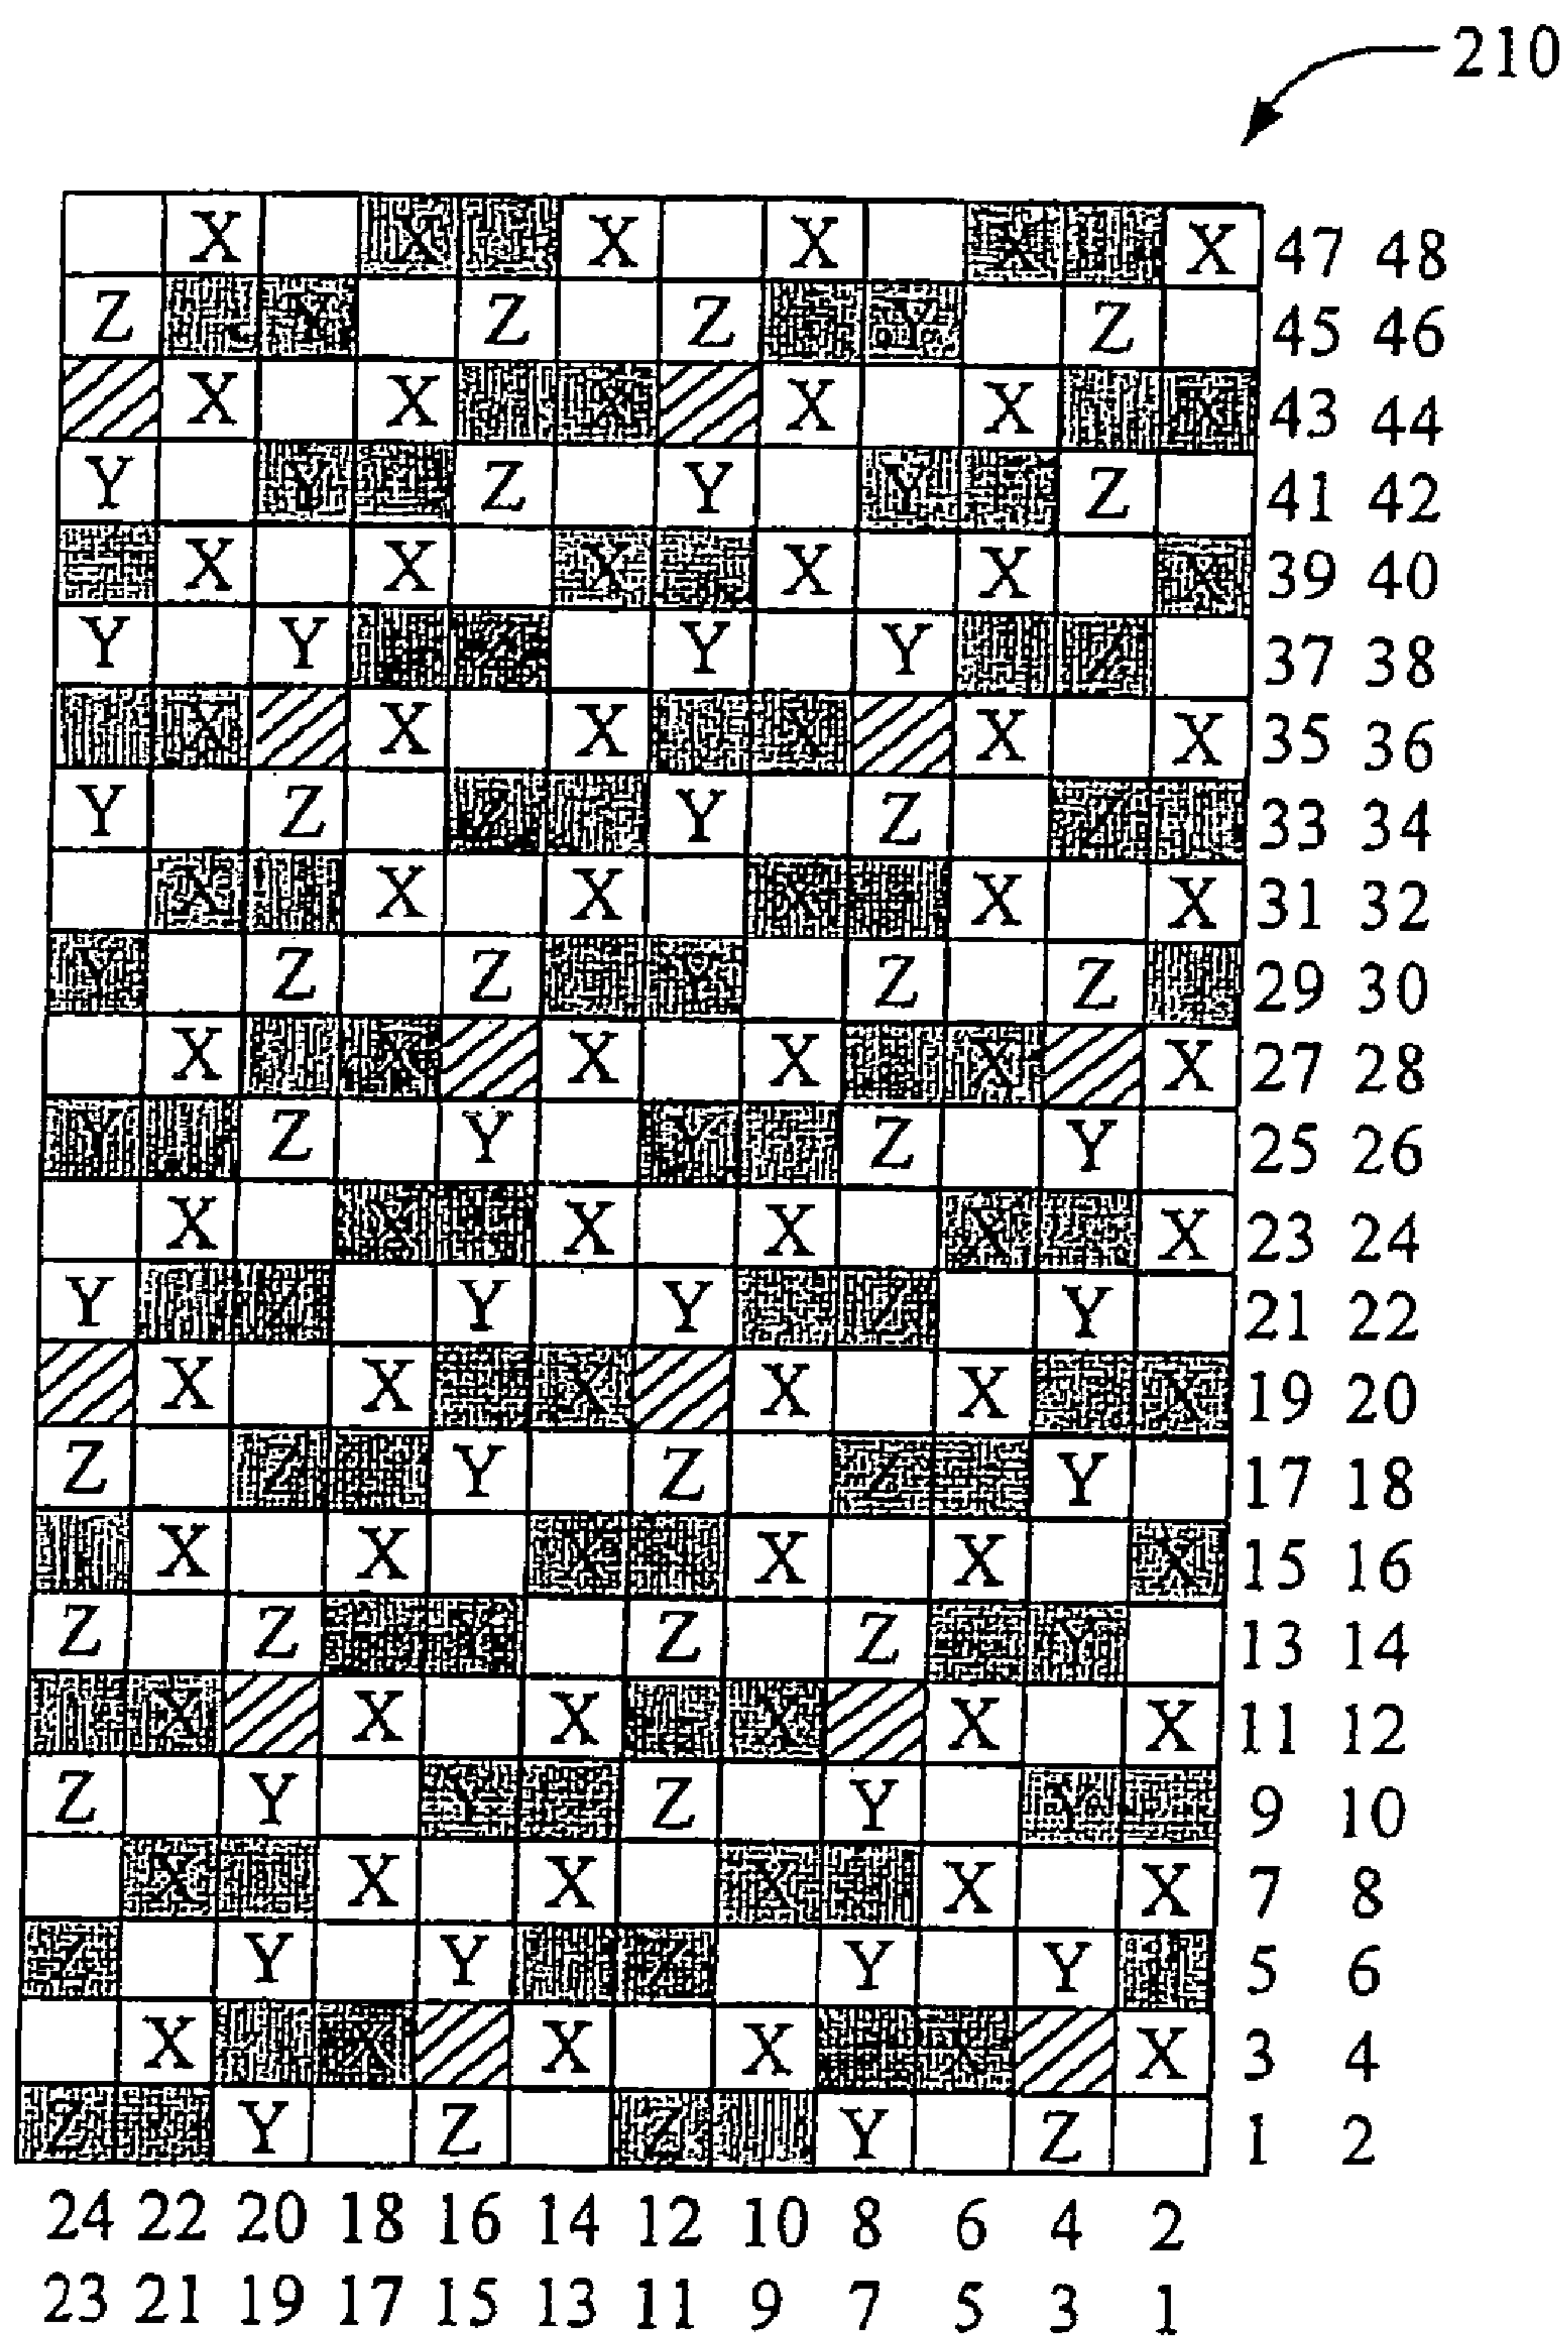 210
X X X X X X 47 48
Z Y Z Z Y Z 45 46
X X X X X X 43 44
Y Y Z Y Y Z 41 42
X X X X X X 39 40
Y Y Z Y Y Z 37 38
X X X X X X 35 36
Y Z Z Y Z Z 33 34
X X X X X X 31 32
Y Z Z Y Z Z 29 30
X X X X X X 27 28
Y Z Y Y Z Y 25 26
X X X X X X 23 24
Y Z Y Y Z Y 21 22
X X X X X X 19 20
Z Z Y Z Z Y 17 18
X X X X X X 15 16
Z Z Y Z Z Y 13 14
X X X X X X 11 12
Z Y Y Z Y Y 9 10
X X X X X X 7 8
Z Y Y Z Y Y 5 6
X X X X X X 3 4
Z Y Z Z Y Z 1 2
24 22 20 18 16 14 12 10 8 6 4 2
23 21 19 17 15 13 11 9 7 5 3 1